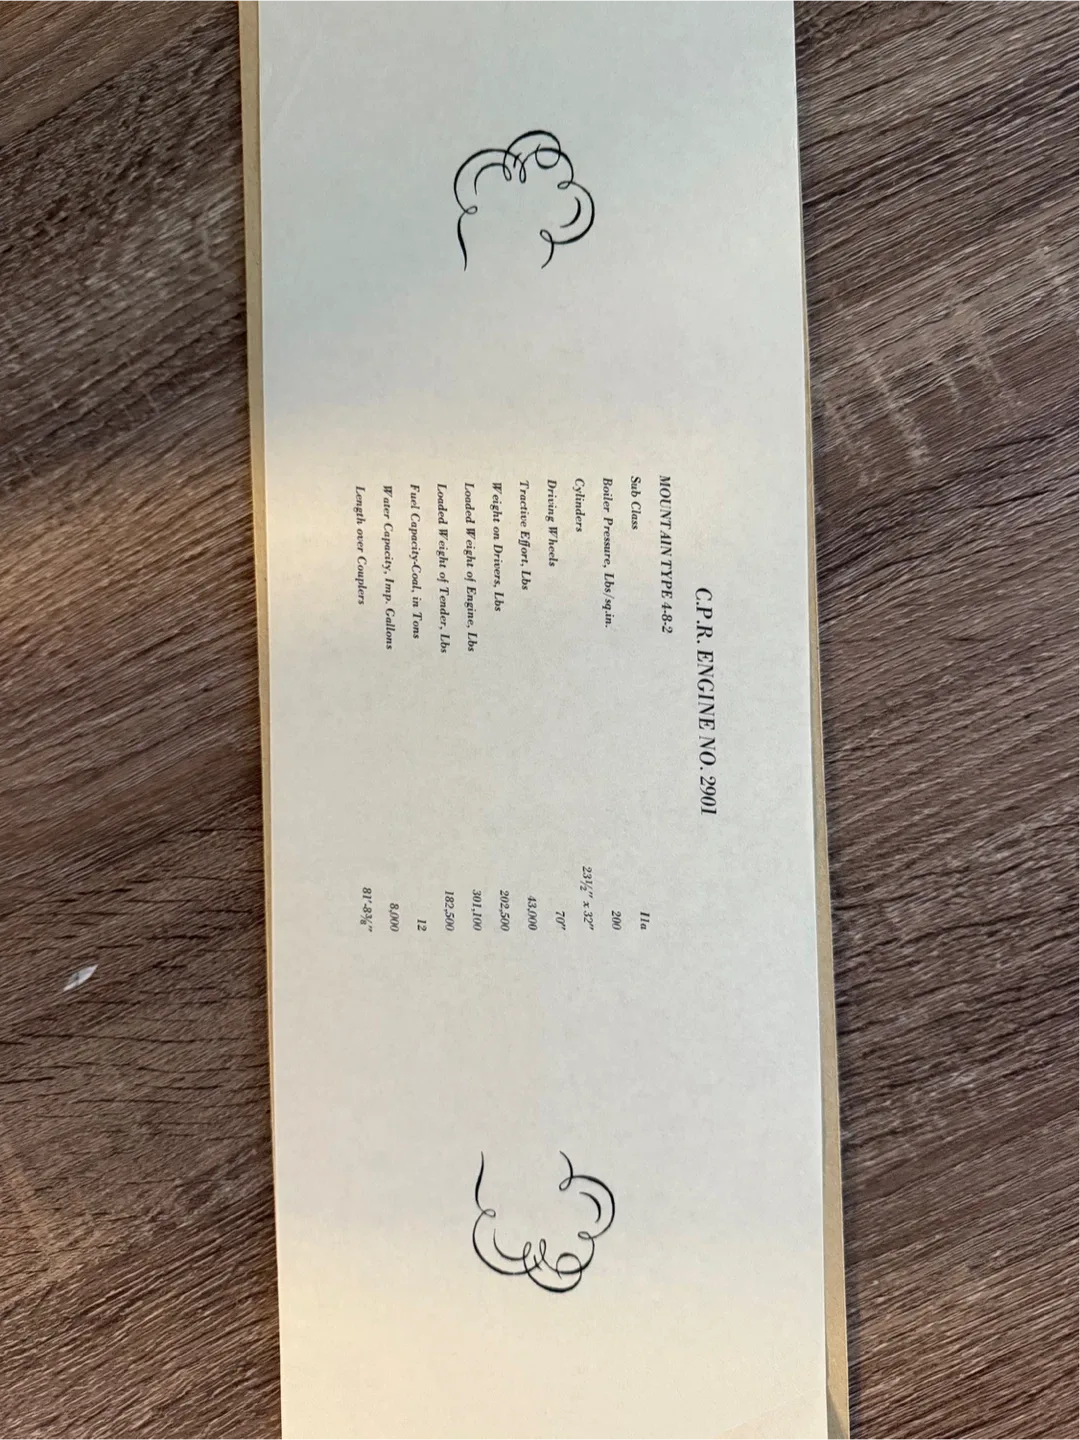 C.P.R. ENGINE NO. 2901
MOUNTAIN TYPE 4-8-2
Sub Class 11a
Boiler Pressure, Lbs/sq.in. 200
Cylinders 23½" x 32"
Driving Wheels 70"
Tractive Effort, Lbs 43,000
Weight on Drivers, Lbs 202,500
Loaded Weight of Engine, Lbs 301,100
Loaded Weight of Tender, Lbs 182,500
Fuel Capacity-Coal, in Tons 12
Water Capacity, Imp. Gallons 8,000
Length over Couplers 81'-8⅜"